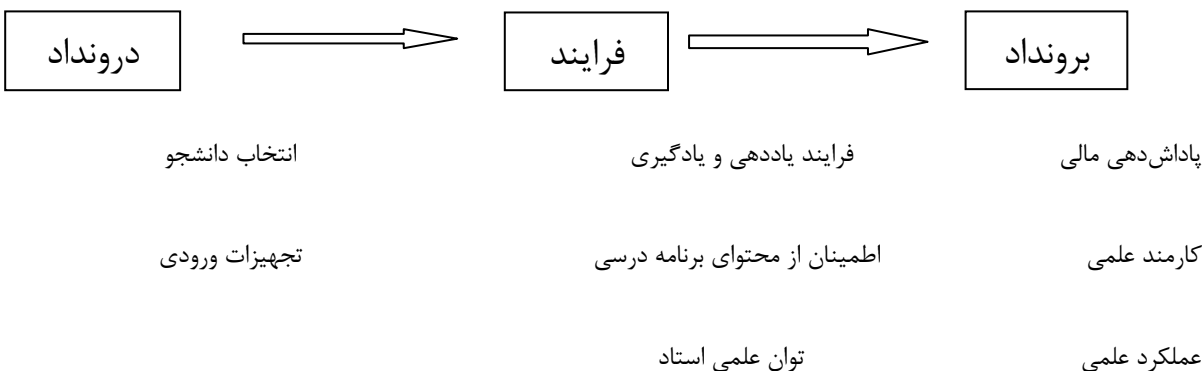 درونداد
فرایند
برونداد
انتخاب دانشجو
فرایند یاددهی و یادگیری
پاداش‌دهی مالی
تجهیزات ورودی
اطمینان از محتوای برنامه درسی
کارمند علمی
توان علمی استاد
عملکرد علمی